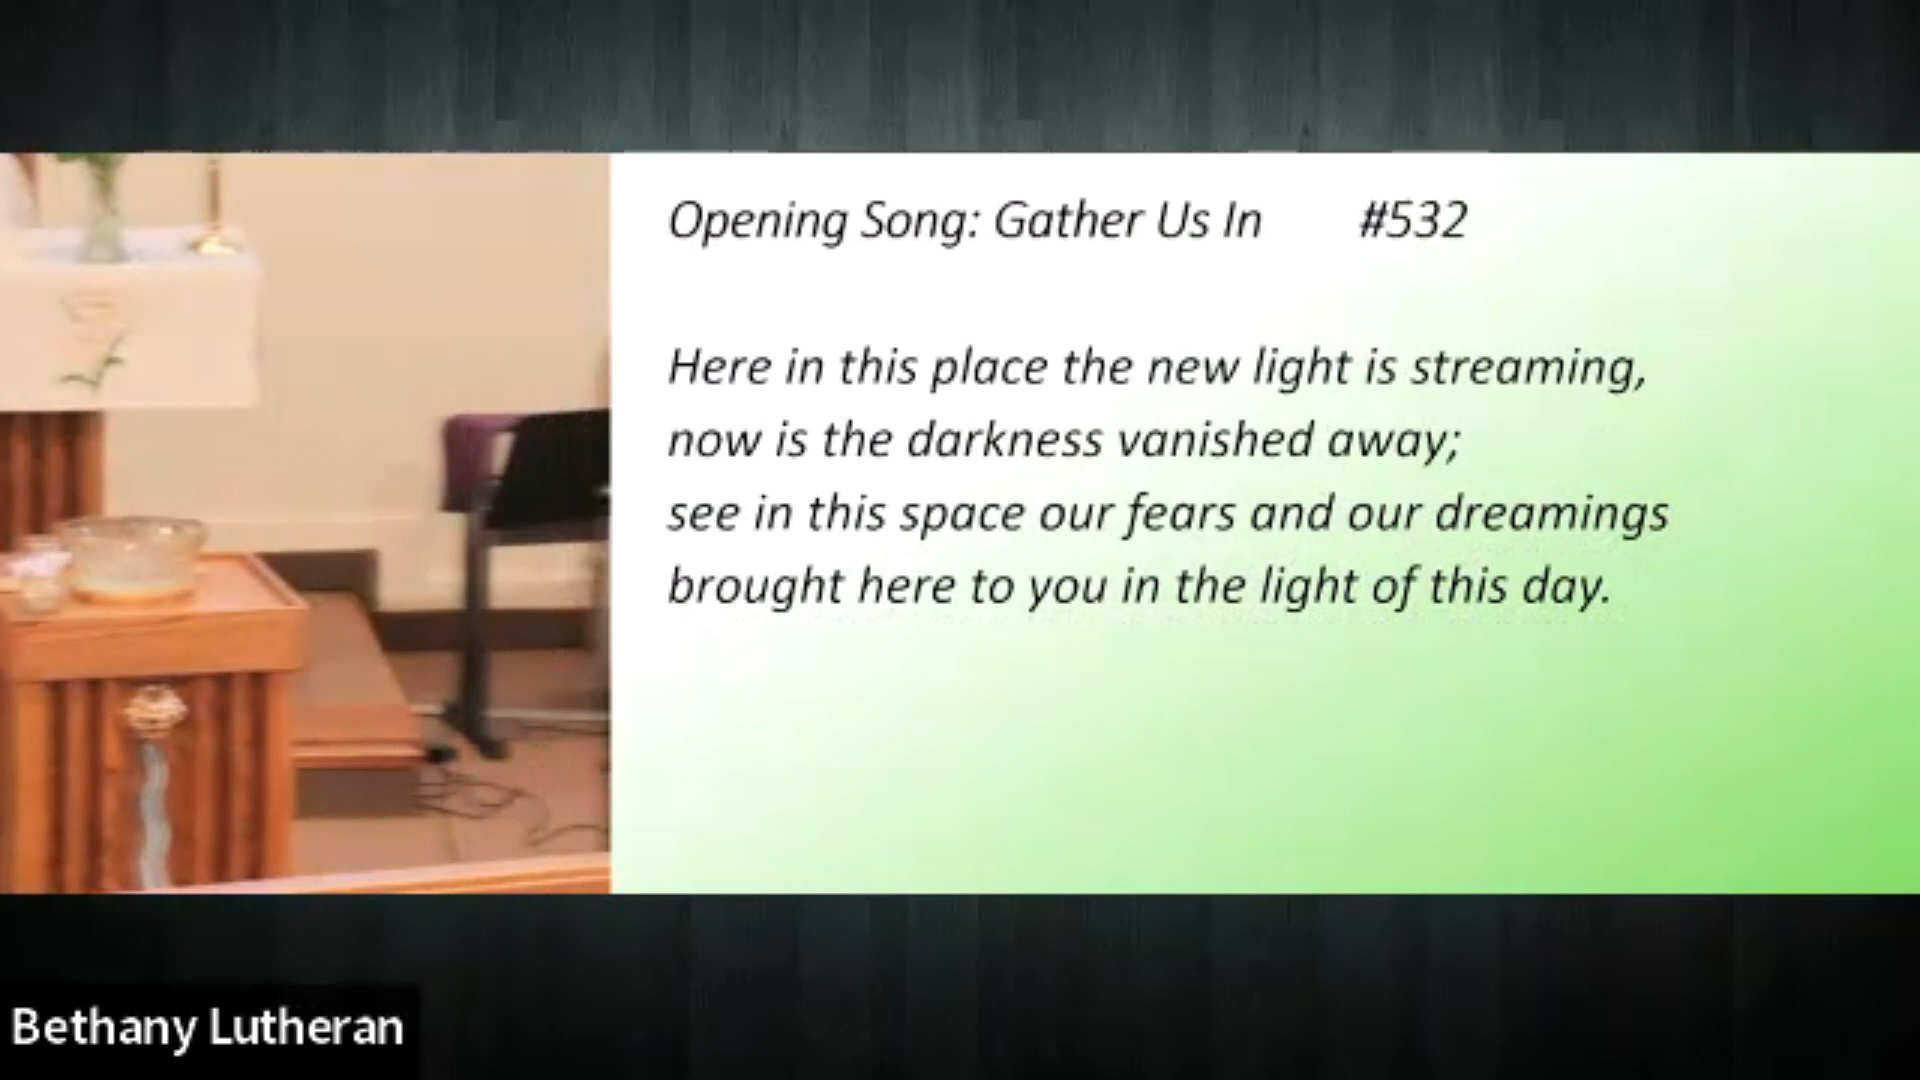 Opening Song: Gather Us In #532
Here in this place the new light is streaming,
now is the darkness vanished away;
see in this space our fears and our dreamings
brought here to you in the light of this day.
Bethany Lutheran